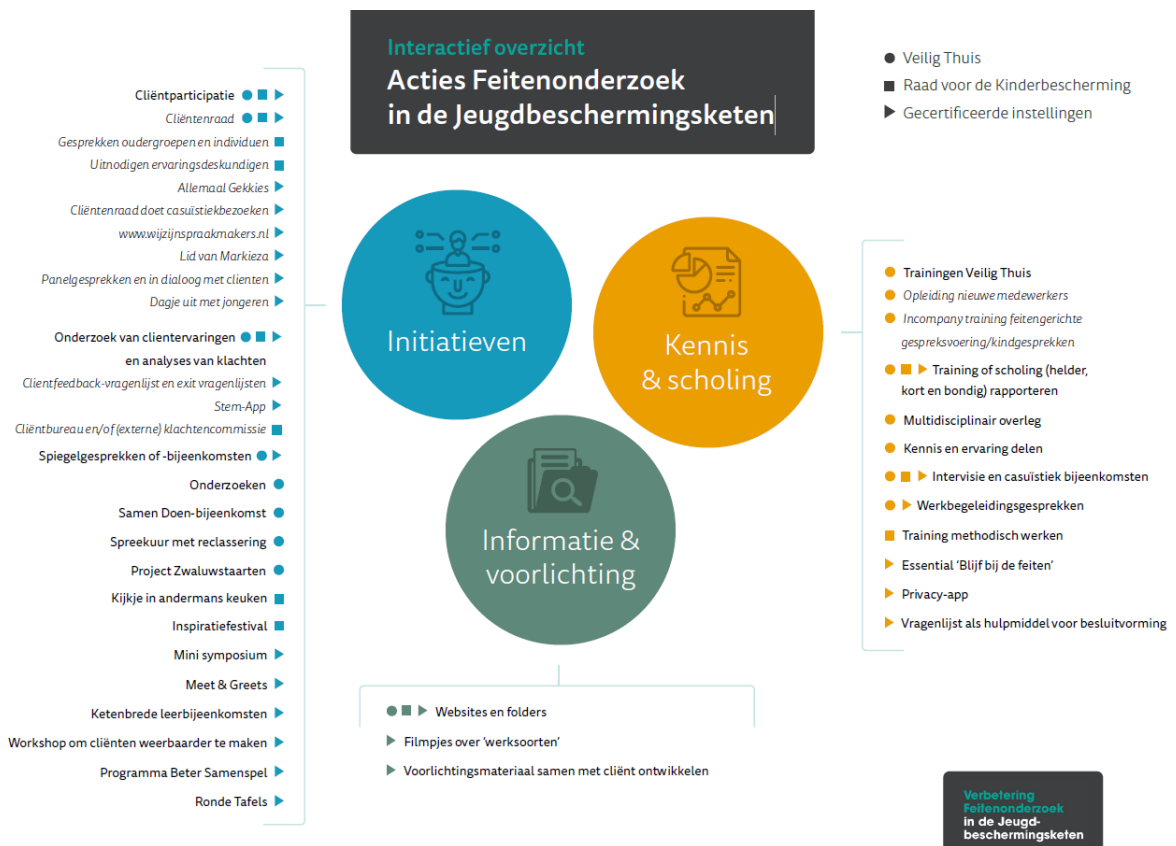 Interactief overzicht
Acties Feitenonderzoek
in de Jeugdbeschermingsketen
Veilig Thuis
Raad voor de Kinderbescherming
Gecertificeerde instellingen
Cliëntparticipatie
Cliëntenraad
Gesprekken oudergroepen en individuen
Uitnodigen ervaringsdeskundigen
Allemaal Gekkies
Cliëntenraad doet casuïstiekbezoeken
www.wijzijnspraakmakers.nl
Lid van Markieza
Panelgesprekken en in dialoog met clienten
Dagje uit met jongeren
Onderzoek van clientervaringen
en analyses van klachten
Clientfeedback-vragenlijst en exit vragenlijsten
Stem-App
Cliëntbureau en/of (externe) klachtencommissie
Spiegelgesprekken of -bijeenkomsten
Onderzoeken
Samen Doen-bijeenkomst
Spreekuur met reclassering
Project Zwaluwstaarten
Kijkje in andermans keuken
Inspiratiefestival
Mini symposium
Meet & Greets
Ketenbrede leerbijeenkomsten
Workshop om cliënten weerbaarder te maken
Programma Beter Samenspel
Ronde Tafels
Initiatieven
Kennis
& scholing
Informatie &
voorlichting
Trainingen Veilig Thuis
Opleiding nieuwe medewerkers
Incompany training feitengerichte
gespreksvoering/kindgesprekken
Training of scholing (helder,
kort en bondig) rapporteren
Multidisciplinair overleg
Kennis en ervaring delen
Intervisie en casuïstiek bijeenkomsten
Werkbegeleidingsgesprekken
Training methodisch werken
Essential ‘Blijf bij de feiten’
Privacy-app
Vragenlijst als hulpmiddel voor besluitvorming
Websites en folders
Filmpjes over ‘werksoorten’
Voorlichtingsmateriaal samen met cliënt ontwikkelen
Verbetering
Feitenonderzoek
in de Jeugd-
beschermingsketen